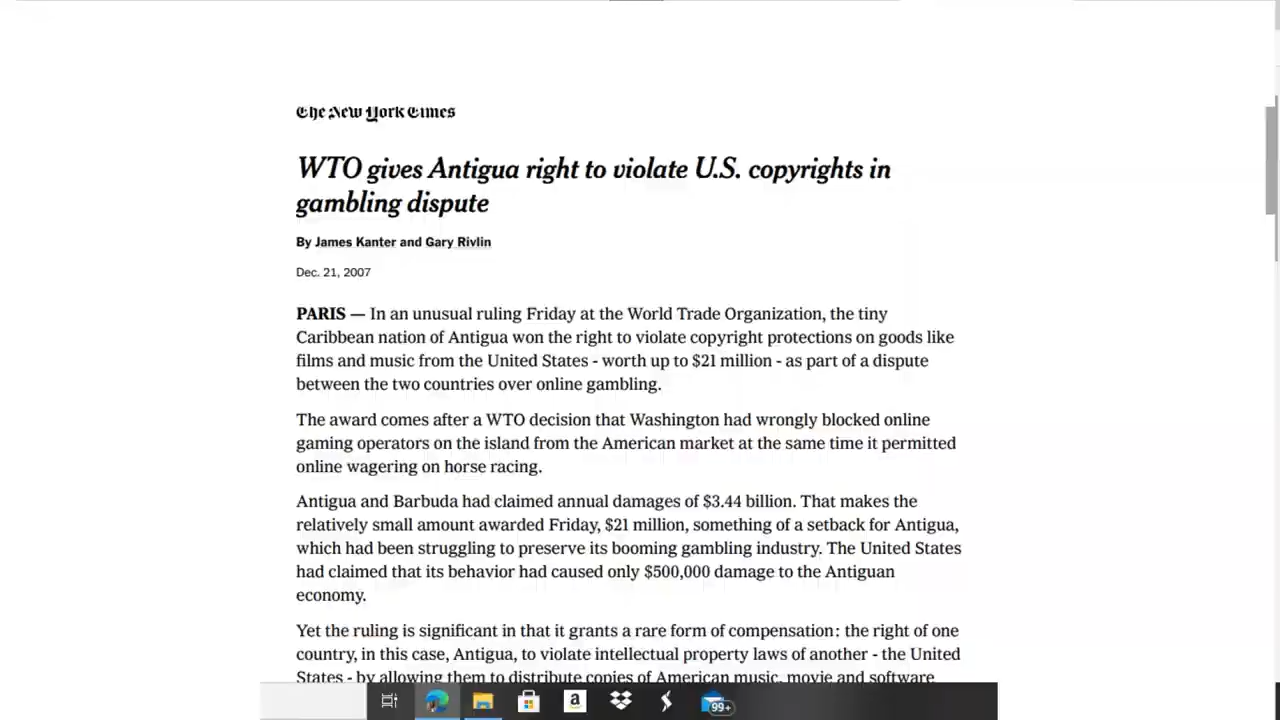 The New York Times
WTO gives Antigua right to violate U.S. copyrights in
gambling dispute
By James Kanter and Gary Rivlin
Dec. 21, 2007
PARIS — In an unusual ruling Friday at the World Trade Organization, the tiny
Caribbean nation of Antigua won the right to violate copyright protections on goods like
films and music from the United States - worth up to $21 million - as part of a dispute
between the two countries over online gambling.
The award comes after a WTO decision that Washington had wrongly blocked online
gaming operators on the island from the American market at the same time it permitted
online wagering on horse racing.
Antigua and Barbuda had claimed annual damages of $3.44 billion. That makes the
relatively small amount awarded Friday, $21 million, something of a setback for Antigua,
which had been struggling to preserve its booming gambling industry. The United States
had claimed that its behavior had caused only $500,000 damage to the Antiguan
economy.
Yet the ruling is significant in that it grants a rare form of compensation: the right of one
country, in this case, Antigua, to violate intellectual property laws of another - the United
States - by allowing them to distribute copies of American music, movie and software
a
99+